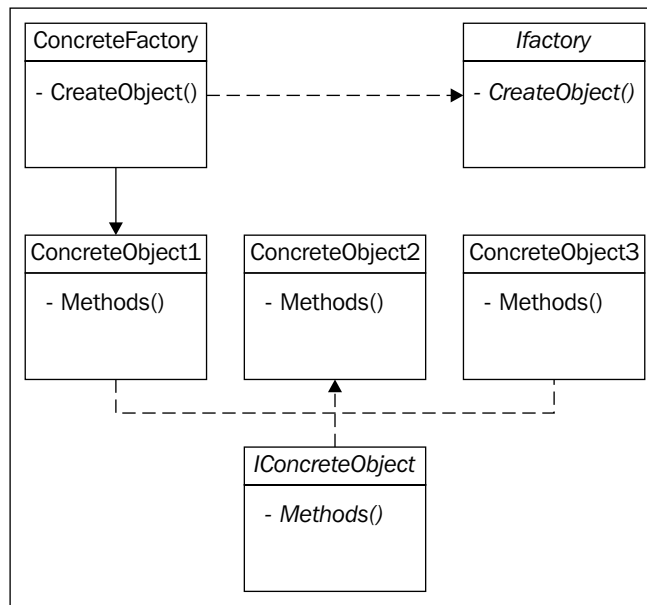 ConcreteFactory
- CreateObject()
Ifactory
- CreateObject()
ConcreteObject1
- Methods()
ConcreteObject2
- Methods()
ConcreteObject3
- Methods()
IConcreteObject
- Methods()